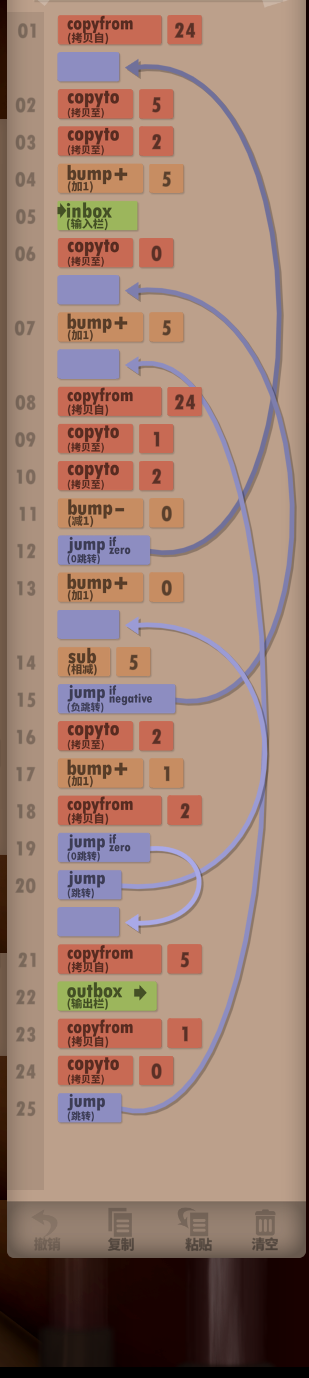 01 copyfrom 24
(拷贝自)
02 copyto 5
(拷贝至)
03 copyto 2
(拷贝至)
04 bump+ 5
(加1)
05 inbox
(输入栏)
06 copyto 0
(拷贝至)
07 bump+ 5
(加1)
08 copyfrom 24
(拷贝自)
09 copyto 1
(拷贝至)
10 copyto 2
(拷贝至)
11 bump- 0
(减1)
12 jump if zero
(0跳转)
13 bump+ 0
(加1)
14 sub 5
(相减)
15 jump if negative
(负跳转)
16 copyto 2
(拷贝至)
17 bump+ 1
(加1)
18 copyfrom 2
(拷贝自)
19 jump if zero
(0跳转)
20 jump
(跳转)
21 copyfrom 5
(拷贝自)
22 outbox
(输出栏)
23 copyfrom 1
(拷贝自)
24 copyto 0
(拷贝至)
25 jump
(跳转)
撤销 复制 粘贴 清空